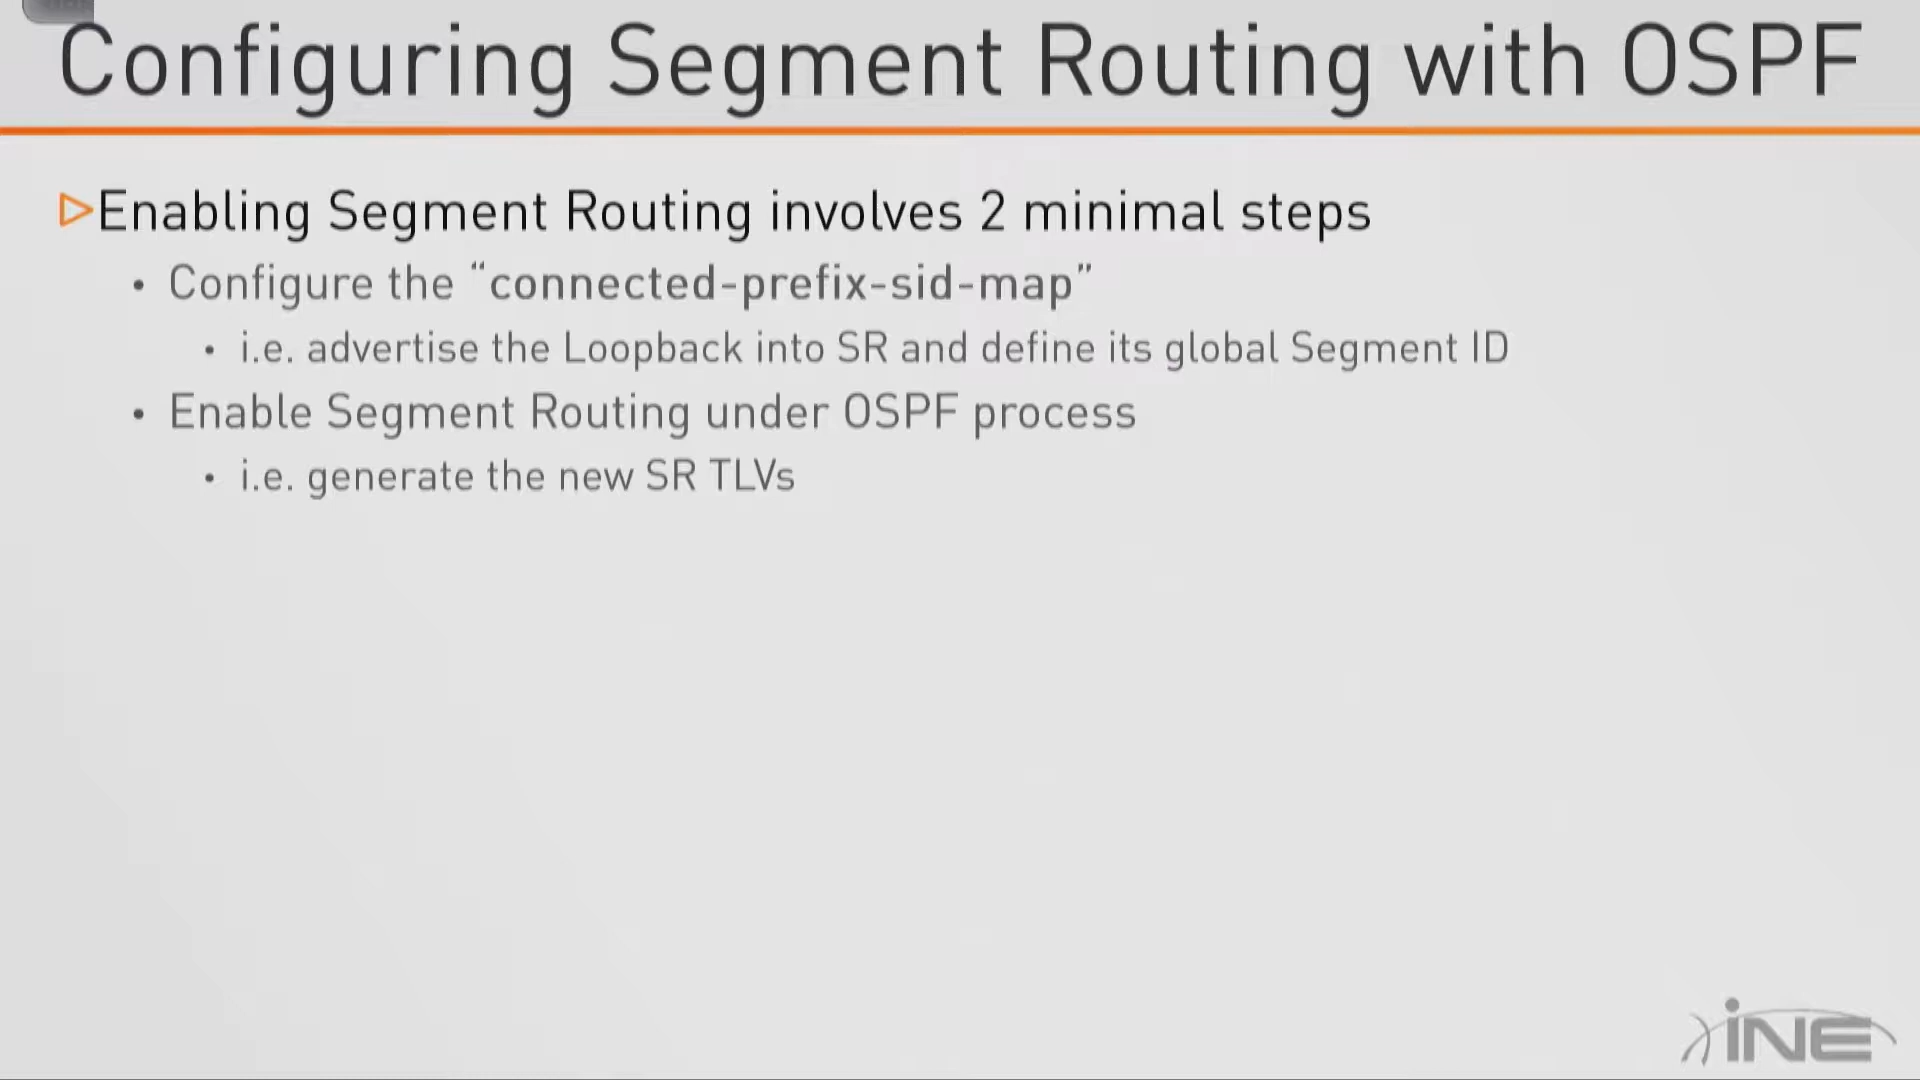 Configuring Segment Routing with OSPF
Enabling Segment Routing involves 2 minimal steps
• Configure the “connected-prefix-sid-map”
• i.e. advertise the Loopback into SR and define its global Segment ID
• Enable Segment Routing under OSPF process
• i.e. generate the new SR TLVs
iNE